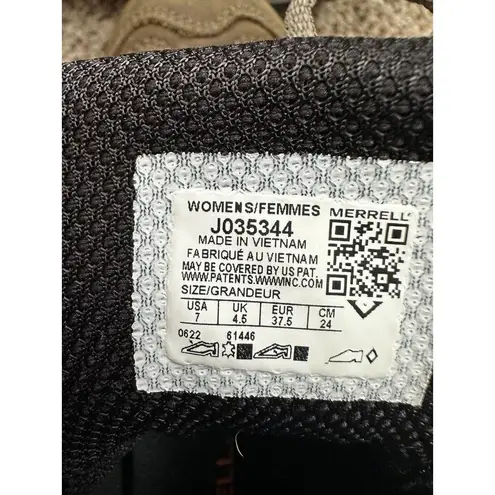 WOMENS/FEMMES MERRELL
J035344
MADE IN VIETNAM
FABRIQUÉ AU VIETNAM
MAY BE COVERED BY US PAT.
WWW.PATENTS.WWWINC.COM
SIZE/GRANDEUR
USA UK EUR CM
7 4.5 37.5 24
0622 61446